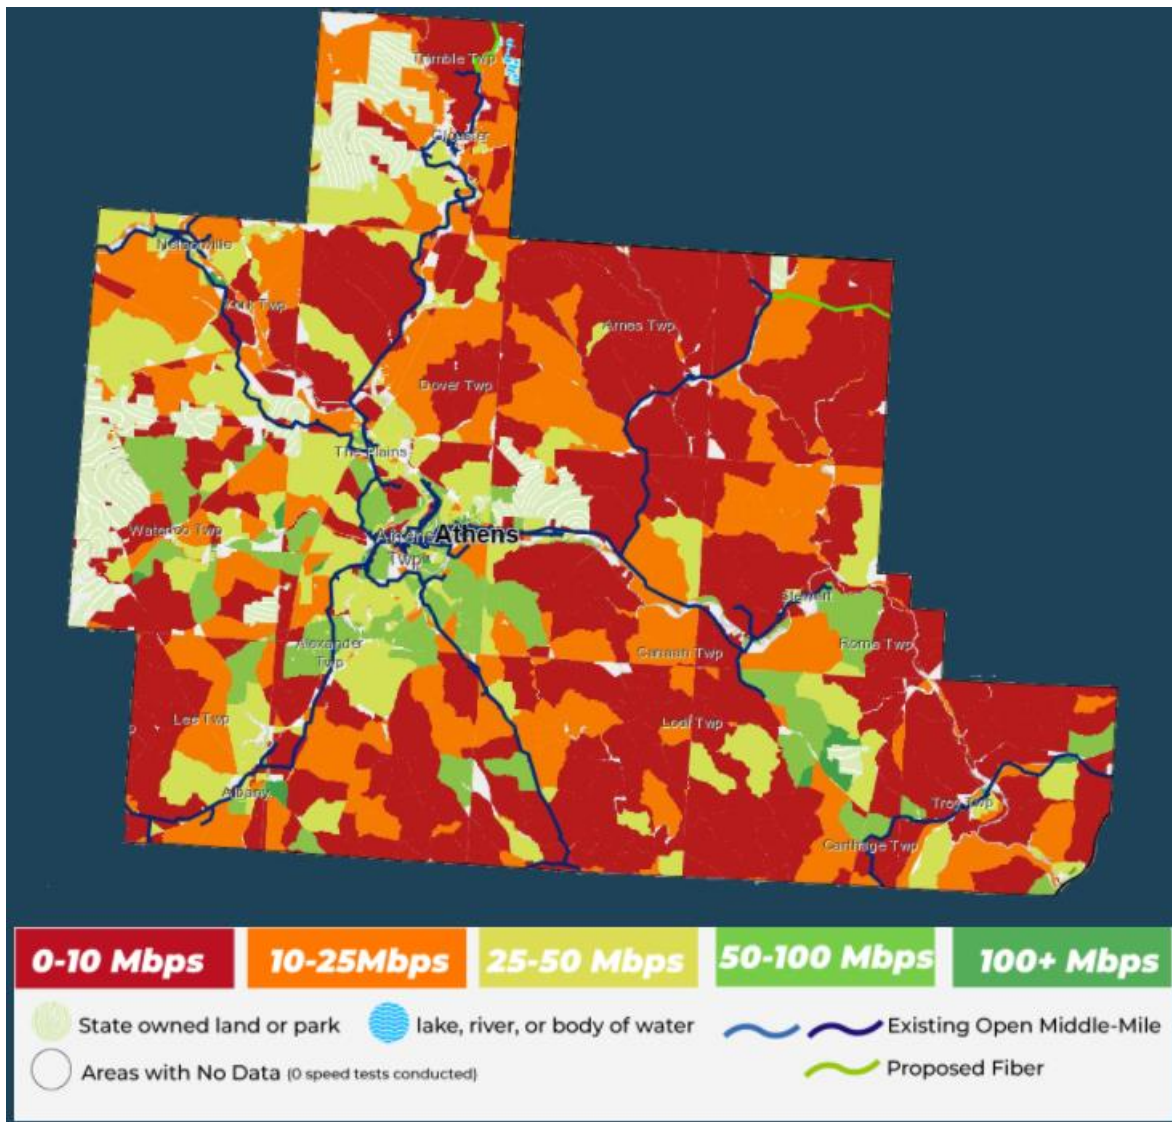 Trimble Twp
Glouster
Nelsonville
York Twp
Ames Twp
Dover Twp
The Plains
Waterloo Twp
Athens
Twp
Athens
Stewart
Alexander
Twp
Canaan Twp
Rome Twp
Lee Twp
Lodi Twp
Albany
Troy Twp
Carthage Twp
0-10 Mbps
10-25Mbps
25-50 Mbps
50-100 Mbps
100+ Mbps
State owned land or park
lake, river, or body of water
Existing Open Middle-Mile
Areas with No Data (0 speed tests conducted)
Proposed Fiber